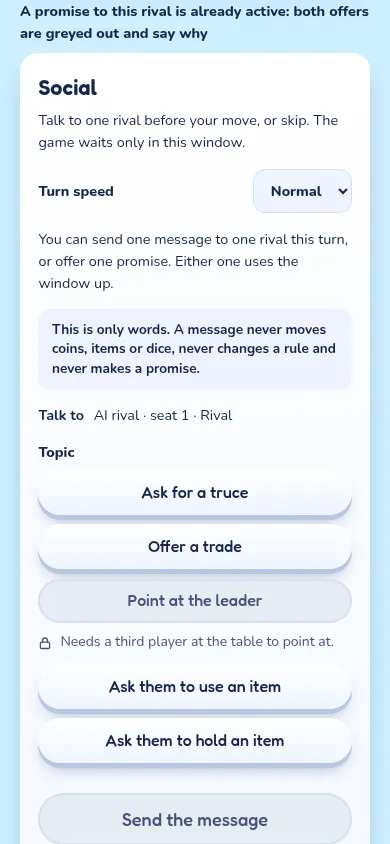 A promise to this rival is already active: both offers
are greyed out and say why
Social
Talk to one rival before your move, or skip. The
game waits only in this window.
Turn speed
Normal
You can send one message to one rival this turn,
or offer one promise. Either one uses the
window up.
This is only words. A message never moves
coins, items or dice, never changes a rule and
never makes a promise.
Talk to AI rival · seat 1 · Rival
Topic
Ask for a truce
Offer a trade
Point at the leader
Needs a third player at the table to point at.
Ask them to use an item
Ask them to hold an item
Send the message